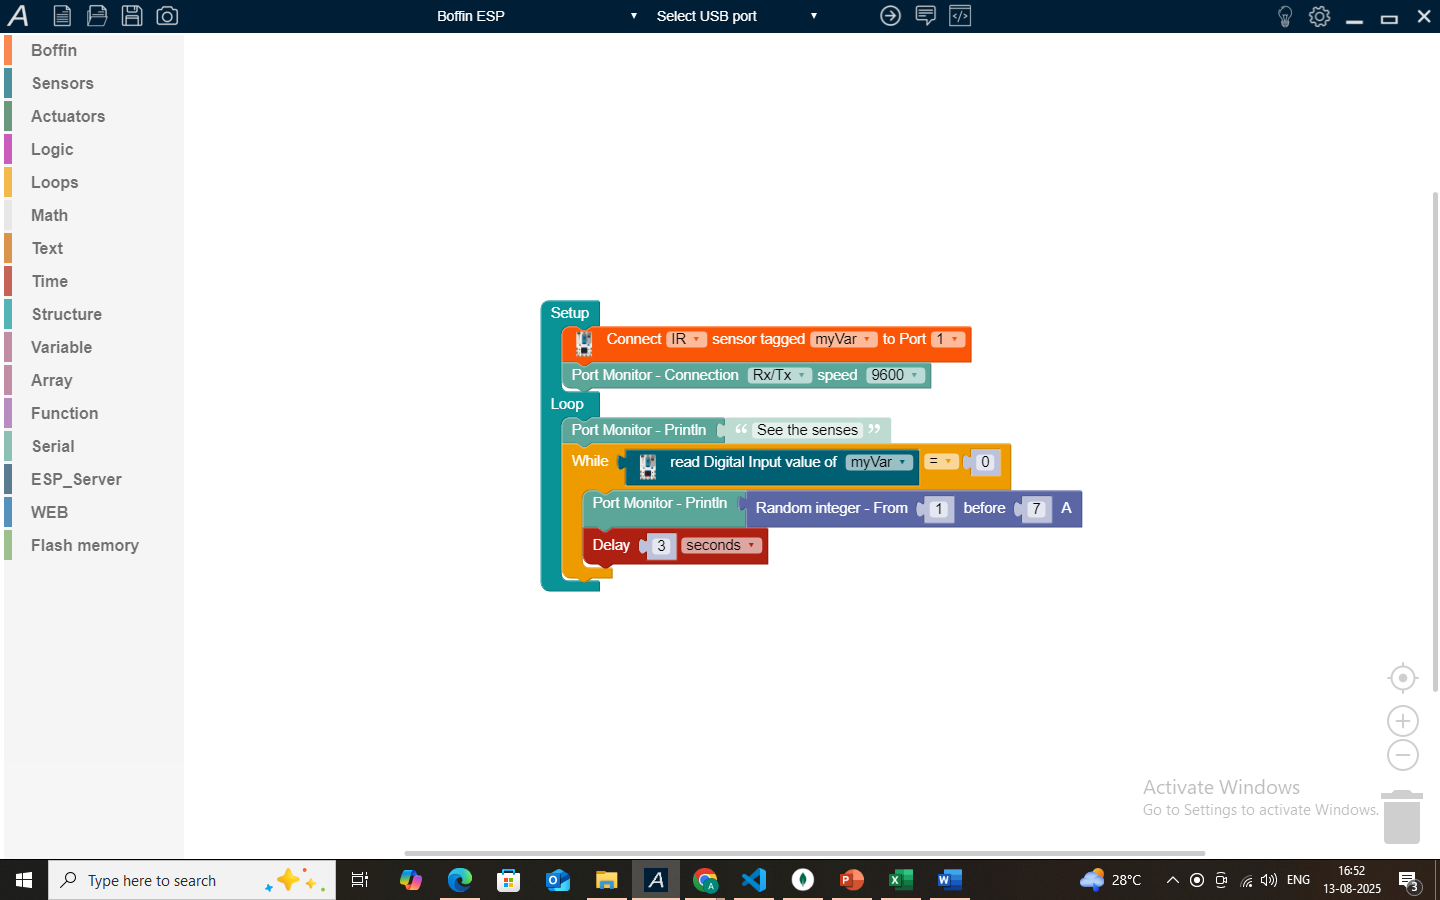 Boffin ESP
Select USB port
Boffin
Sensors
Actuators
Logic
Loops
Math
Text
Time
Structure
Variable
Array
Function
Serial
ESP_Server
WEB
Flash memory
Setup
Connect IR sensor tagged myVar to Port 1
Port Monitor - Connection Rx/Tx speed 9600
Loop
Port Monitor - Println “ See the senses ”
While read Digital Input value of myVar = 0
Port Monitor - Println Random integer - From 1 before 7 A
Delay 3 seconds
Activate Windows
Go to Settings to activate Windows.
Type here to search
28°C
ENG
16:52
13-08-2025
3